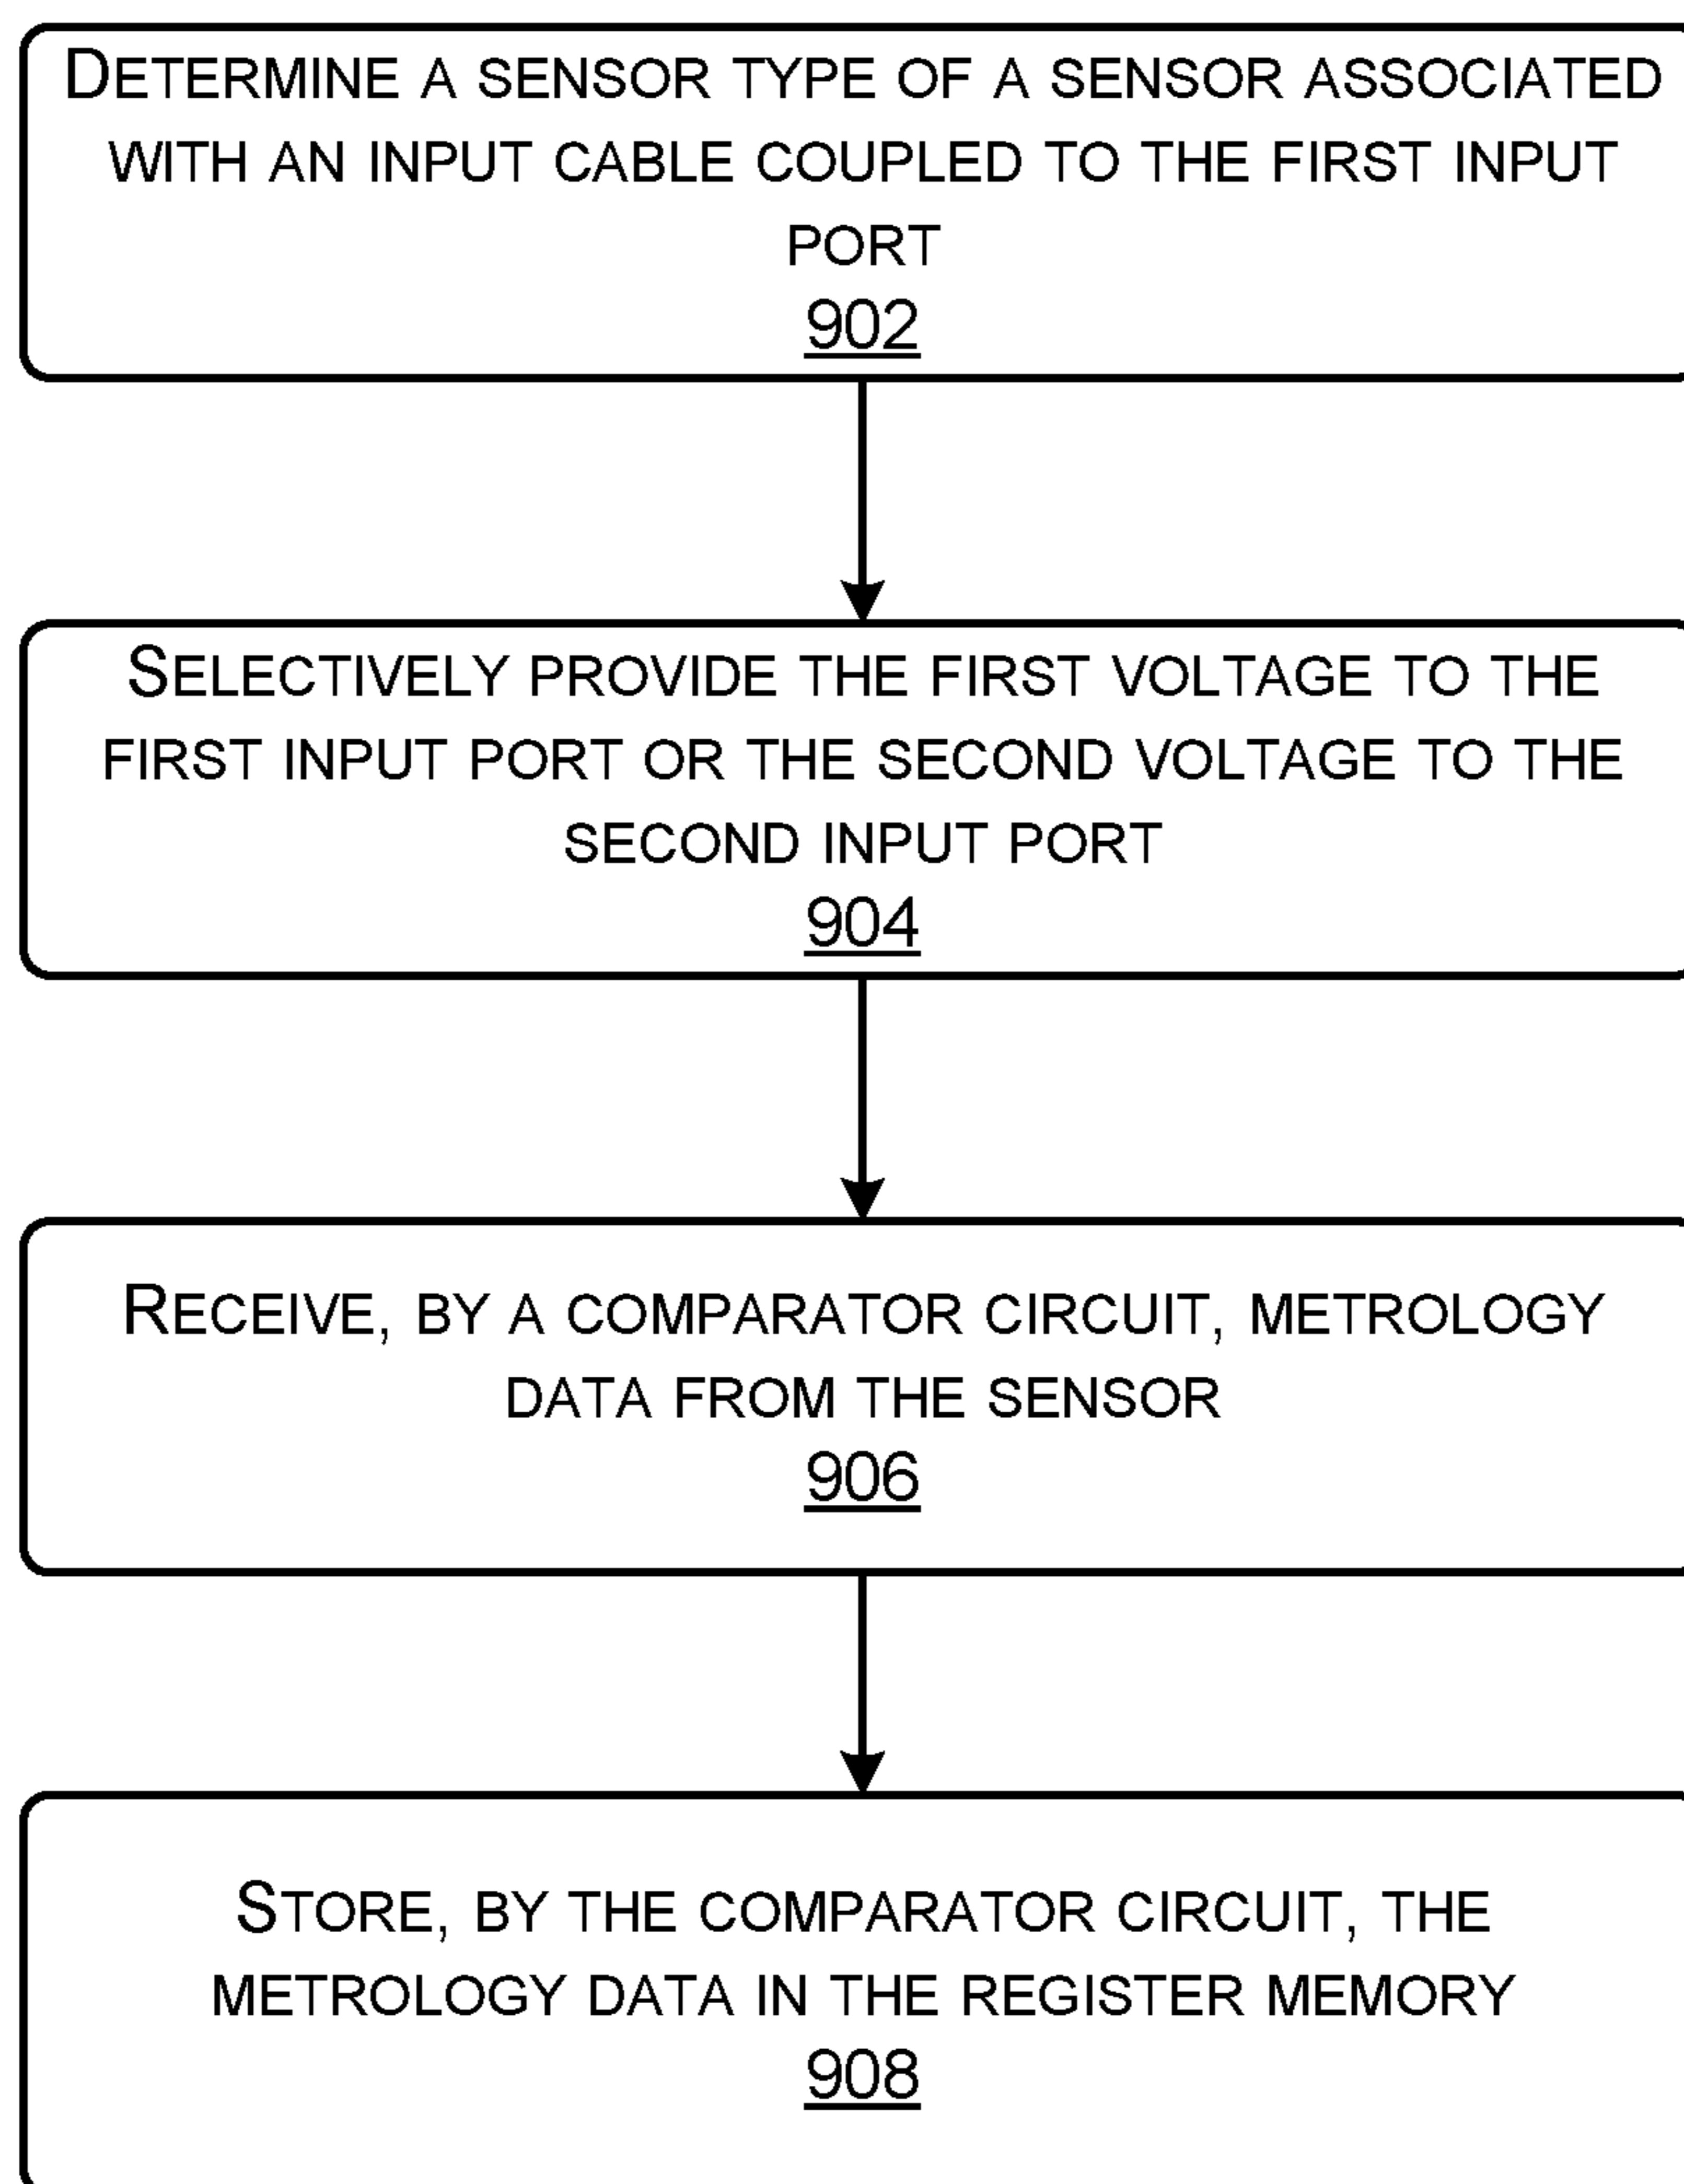 DETERMINE A SENSOR TYPE OF A SENSOR ASSOCIATED
WITH AN INPUT CABLE COUPLED TO THE FIRST INPUT
PORT
902
SELECTIVELY PROVIDE THE FIRST VOLTAGE TO THE
FIRST INPUT PORT OR THE SECOND VOLTAGE TO THE
SECOND INPUT PORT
904
RECEIVE, BY A COMPARATOR CIRCUIT, METROLOGY
DATA FROM THE SENSOR
906
STORE, BY THE COMPARATOR CIRCUIT, THE
METROLOGY DATA IN THE REGISTER MEMORY
908